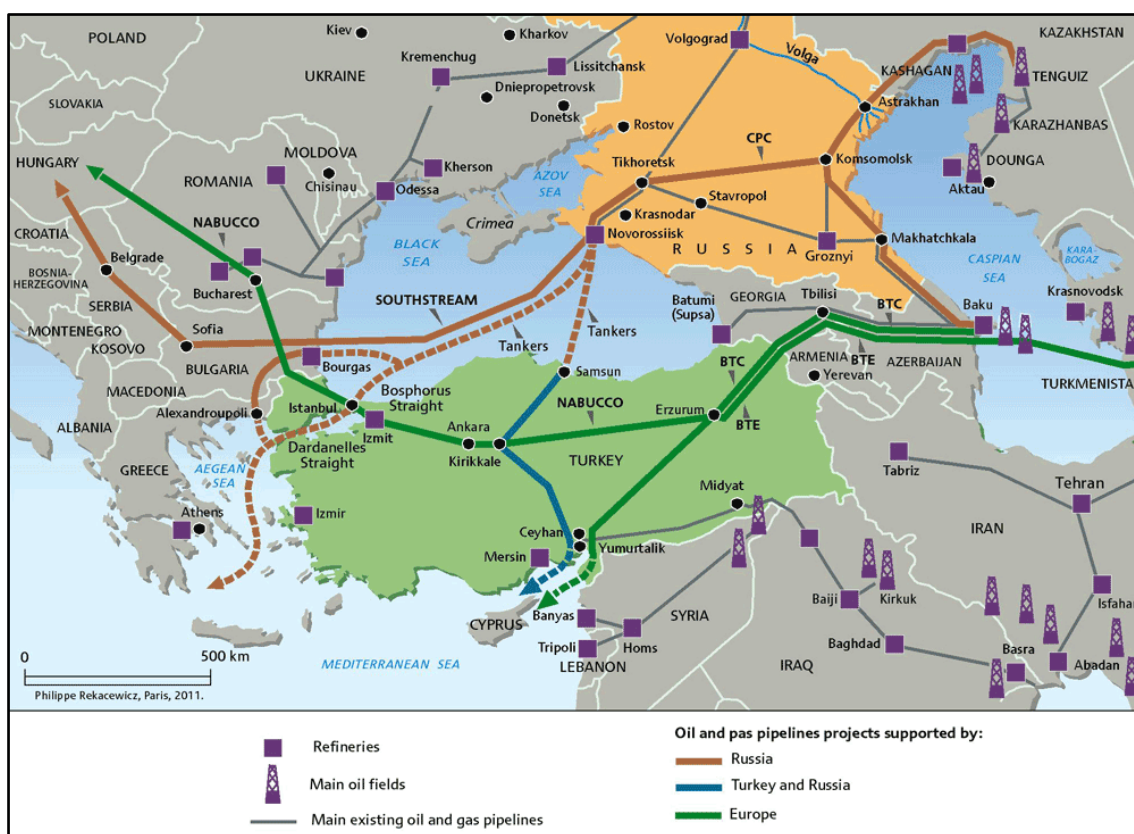 POLAND
Kiev
Kharkov
Volgograd
Volga
KAZAKHSTAN
UKRAINE
Kremenchug
Lissitchansk
KASHAGAN
TENGUIZ
SLOVAKIA
Dniepropetrovsk
Donetsk
Astrakhan
KARAZHANBAS
Rostov
CPC
HUNGARY
MOLDOVA
Chisinau
Kherson
AZOV
SEA
Tikhoretsk
Komsomolsk
DOUNGA
Aktau
ROMANIA
Odessa
Stavropol
Crimea
Krasnodar
NABUCCO
CROATIA
BLACK
SEA
Novorossiisk
RUSSIA
Groznyi
Makhatchkala
KARA-
BOGAZ
Belgrade
BOSNIA-
HERZEGOVINA
Bucharest
CASPIAN
SEA
SERBIA
SOUTHSTREAM
Batumi
(Supsa)
GEORGIA
Tbilisi
BTC
Baku
Krasnovodsk
MONTENEGRO
KOSOVO
Sofia
Tankers
Tankers
BULGARIA
Bourgas
ARMENIA
BTE
AZERBAIJAN
Yerevan
TURKMENISTA
MACEDONIA
Bosphorus
Straight
Samsun
BTC
NABUCCO
Alexandroupoli
Istanbul
Erzurum
BTE
ALBANIA
Izmit
Ankara
Kirikkale
Dardanelles
Straight
TURKEY
GREECE
AEGEAN
SEA
Tabriz
Tehran
Midyat
Athens
Izmir
Ceyhan
IRAN
Mersin
Yumurtalik
Baiji
Kirkuk
Isfahan
CYPRUS
Banyas
SYRIA
Tripoli
Homs
Baghdad
Basra
Abadan
LEBANON
IRAQ
MEDITERRANEAN SEA
0
500 km
Philippe Rekacewicz, Paris, 2011.
Refineries
Main oil fields
Main existing oil and gas pipelines
Oil and pas pipelines projects supported by:
Russia
Turkey and Russia
Europe